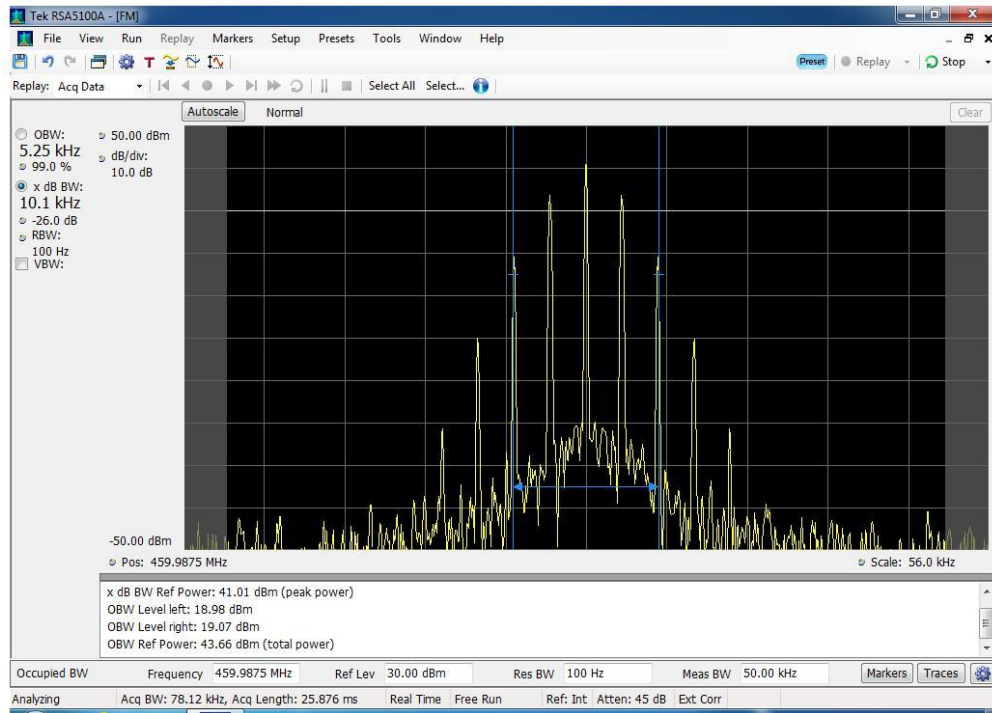 Tek RSA5100A - [FM]
File View Run Replay Markers Setup Presets Tools Window Help
T Preset Replay Stop
Replay: Acq Data Select All Select...
Autoscale Normal Clear
OBW:
5.25 kHz
99.0 %
x dB BW:
10.1 kHz
-26.0 dB
RBW:
100 Hz
VBW:
50.00 dBm
dB/div:
10.0 dB
-50.00 dBm
Pos: 459.9875 MHz Scale: 56.0 kHz
x dB BW Ref Power: 41.01 dBm (peak power)
OBW Level left: 18.98 dBm
OBW Level right: 19.07 dBm
OBW Ref Power: 43.66 dBm (total power)
Occupied BW Frequency 459.9875 MHz Ref Lev 30.00 dBm Res BW 100 Hz Meas BW 50.00 kHz Markers Traces
Analyzing Acq BW: 78.12 kHz, Acq Length: 25.876 ms Real Time Free Run Ref: Int Atten: 45 dB Ext Corr